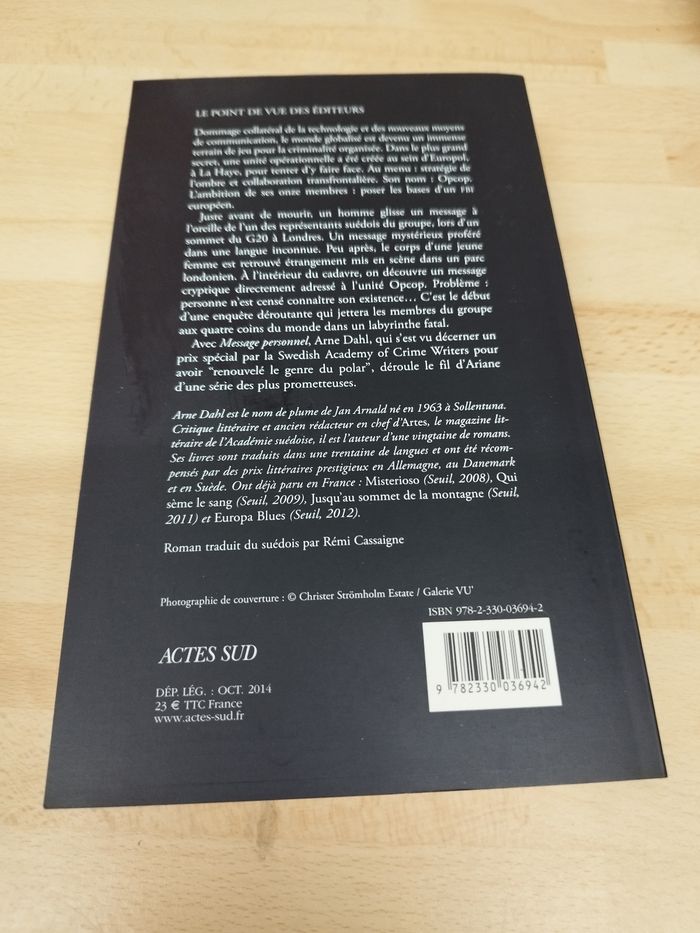 LE POINT DE VUE DES ÉDITEURS
Dommage collatéral de la technologie et des nouveaux moyens
de communication, le monde globalisé est devenu un immense
terrain de jeu pour la criminalité organisée. Dans le plus grand
secret, une unité opérationnelle a été créée au sein d'Europol,
à La Haye, pour tenter d'y faire face. Au menu : stratégie de
l'ombre et collaboration transfrontalière. Son nom : Opcop.
L'ambition de ses onze membres : poser les bases d'un FBI
européen.
Juste avant de mourir, un homme glisse un message à
l'oreille de l'un des représentants suédois du groupe, lors d'un
sommet du G20 à Londres. Un message mystérieux proféré
dans une langue inconnue. Peu après, le corps d'une jeune
femme est retrouvé étrangement mis en scène dans un parc
londonien. À l'intérieur du cadavre, on découvre un message
cryptique directement adressé à l'unité Opcop. Problème :
personne n'est censé connaître son existence… C'est le début
d'une enquête déroutante qui jettera les membres du groupe
aux quatre coins du monde dans un labyrinthe fatal.
Avec Message personnel, Arne Dahl, qui s'est vu décerner un
prix spécial par la Swedish Academy of Crime Writers pour
avoir "renouvelé le genre du polar", déroule le fil d'Ariane
d'une série des plus prometteuses.
Arne Dahl est le nom de plume de Jan Arnald né en 1963 à Sollentuna.
Critique littéraire et ancien rédacteur en chef d'Artes, le magazine lit-
téraire de l'Académie suédoise, il est l'auteur d'une vingtaine de romans.
Ses livres sont traduits dans une trentaine de langues et ont été récom-
pensés par des prix littéraires prestigieux en Allemagne, au Danemark
et en Suède. Ont déjà paru en France : Misterioso (Seuil, 2008), Qui
sème le sang (Seuil, 2009), Jusqu'au sommet de la montagne (Seuil,
2011) et Europa Blues (Seuil, 2012).
Roman traduit du suédois par Rémi Cassaigne
Photographie de couverture : © Christer Strömholm Estate / Galerie VU'
ISBN 978-2-330-03694-2
ACTES SUD
9 782330 036942
DÉP. LÉG. : OCT. 2014
23 € TTC France
www.actes-sud.fr